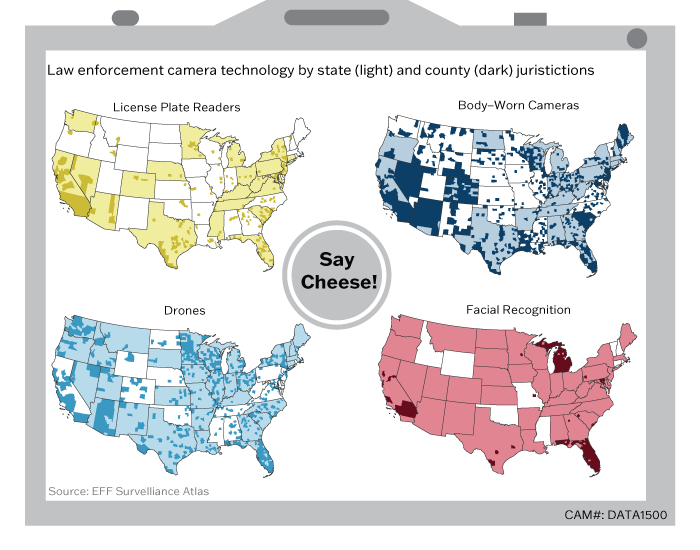 Law enforcement camera technology by state (light) and county (dark) juristictions
License Plate Readers
Body-Worn Cameras
Say
Cheese!
Drones
Facial Recognition
Source: EFF Survelliance Atlas
CAM#: DATA1500